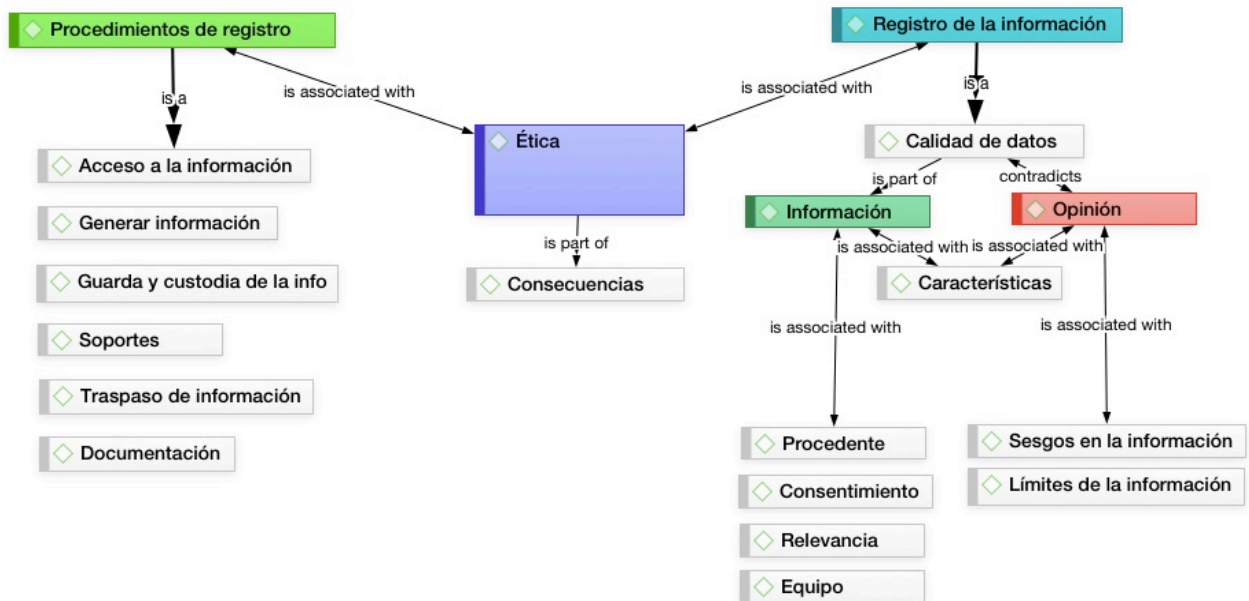 Procedimientos de registro
Registro de la información
is a
is associated with
is associated with
is a
Ética
Calidad de datos
Acceso a la información
is part of
contradicts
Información
Opinión
Generar información
is part of
is associated with
is associated with
Consecuencias
Características
Guarda y custodia de la info
is associated with
is associated with
Soportes
Traspaso de información
Documentación
Procedente
Sesgos en la información
Consentimiento
Límites de la información
Relevancia
Equipo